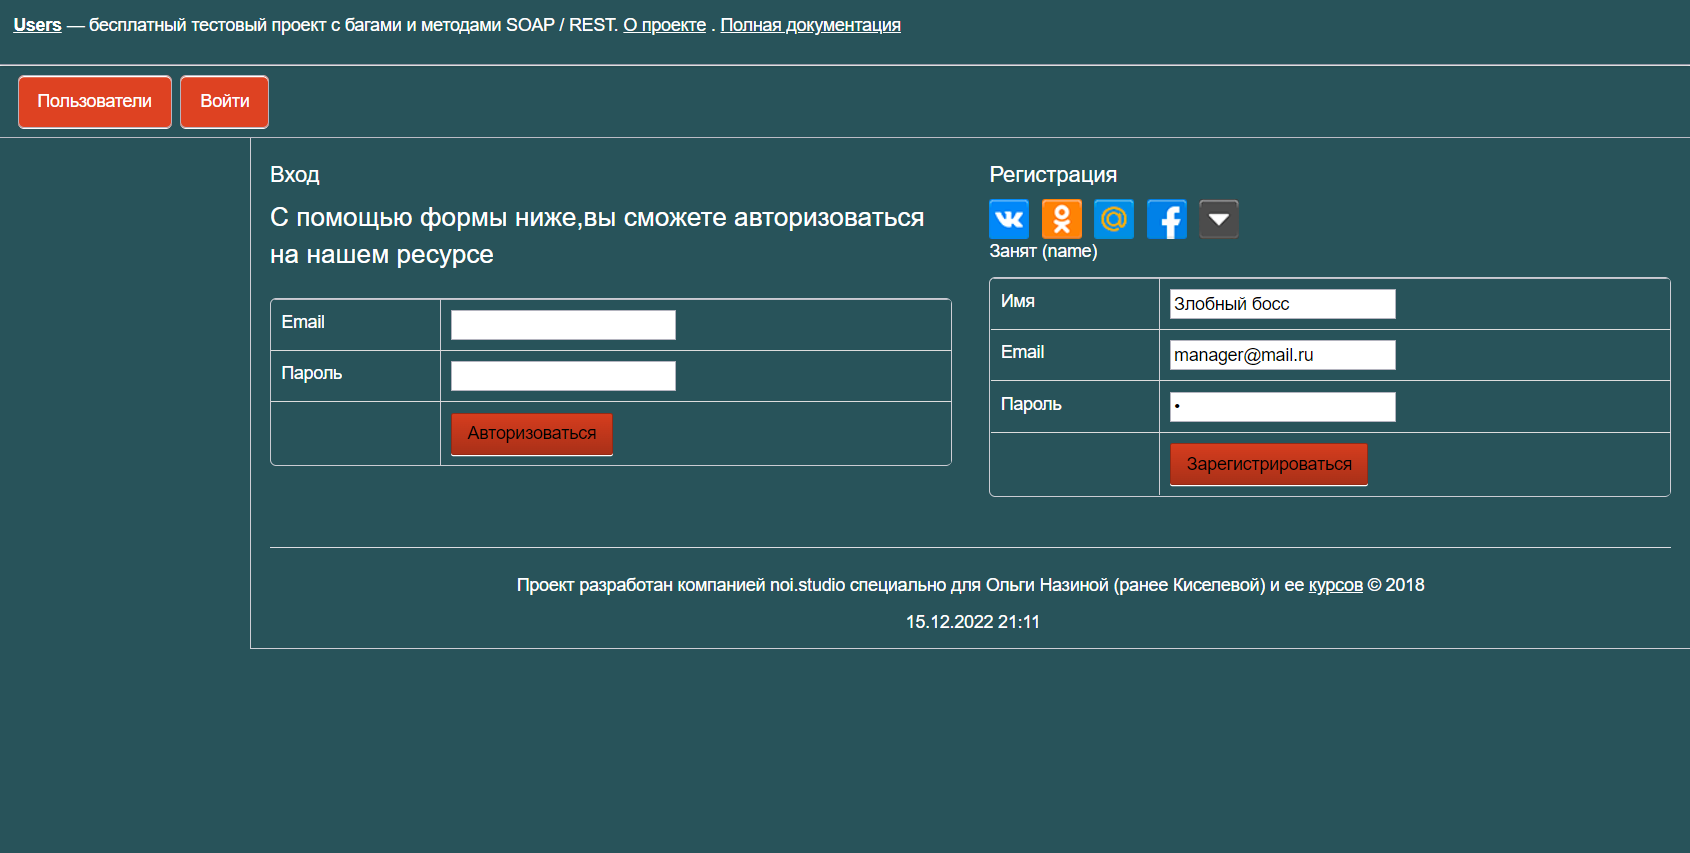 Users — бесплатный тестовый проект с багами и методами SOAP / REST. О проекте . Полная документация
Пользователи
Войти
Вход
С помощью формы ниже,вы сможете авторизоваться
на нашем ресурсе
Email
Пароль
Авторизоваться
Регистрация
Занят (name)
Имя
Злобный босс
Email
manager@mail.ru
Пароль
•
Зарегистрироваться
Проект разработан компанией noi.studio специально для Ольги Назиной (ранее Киселевой) и ее курсов © 2018
15.12.2022 21:11